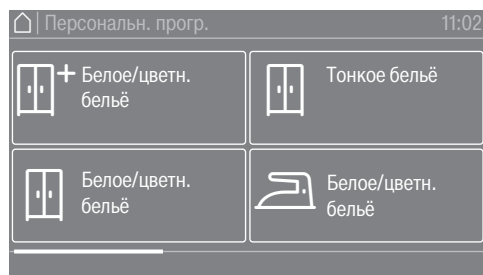 Персональн. прогр. 11:02
Белое/цветн.
бельё
Тонкое бельё
Белое/цветн.
бельё
Белое/цветн.
бельё